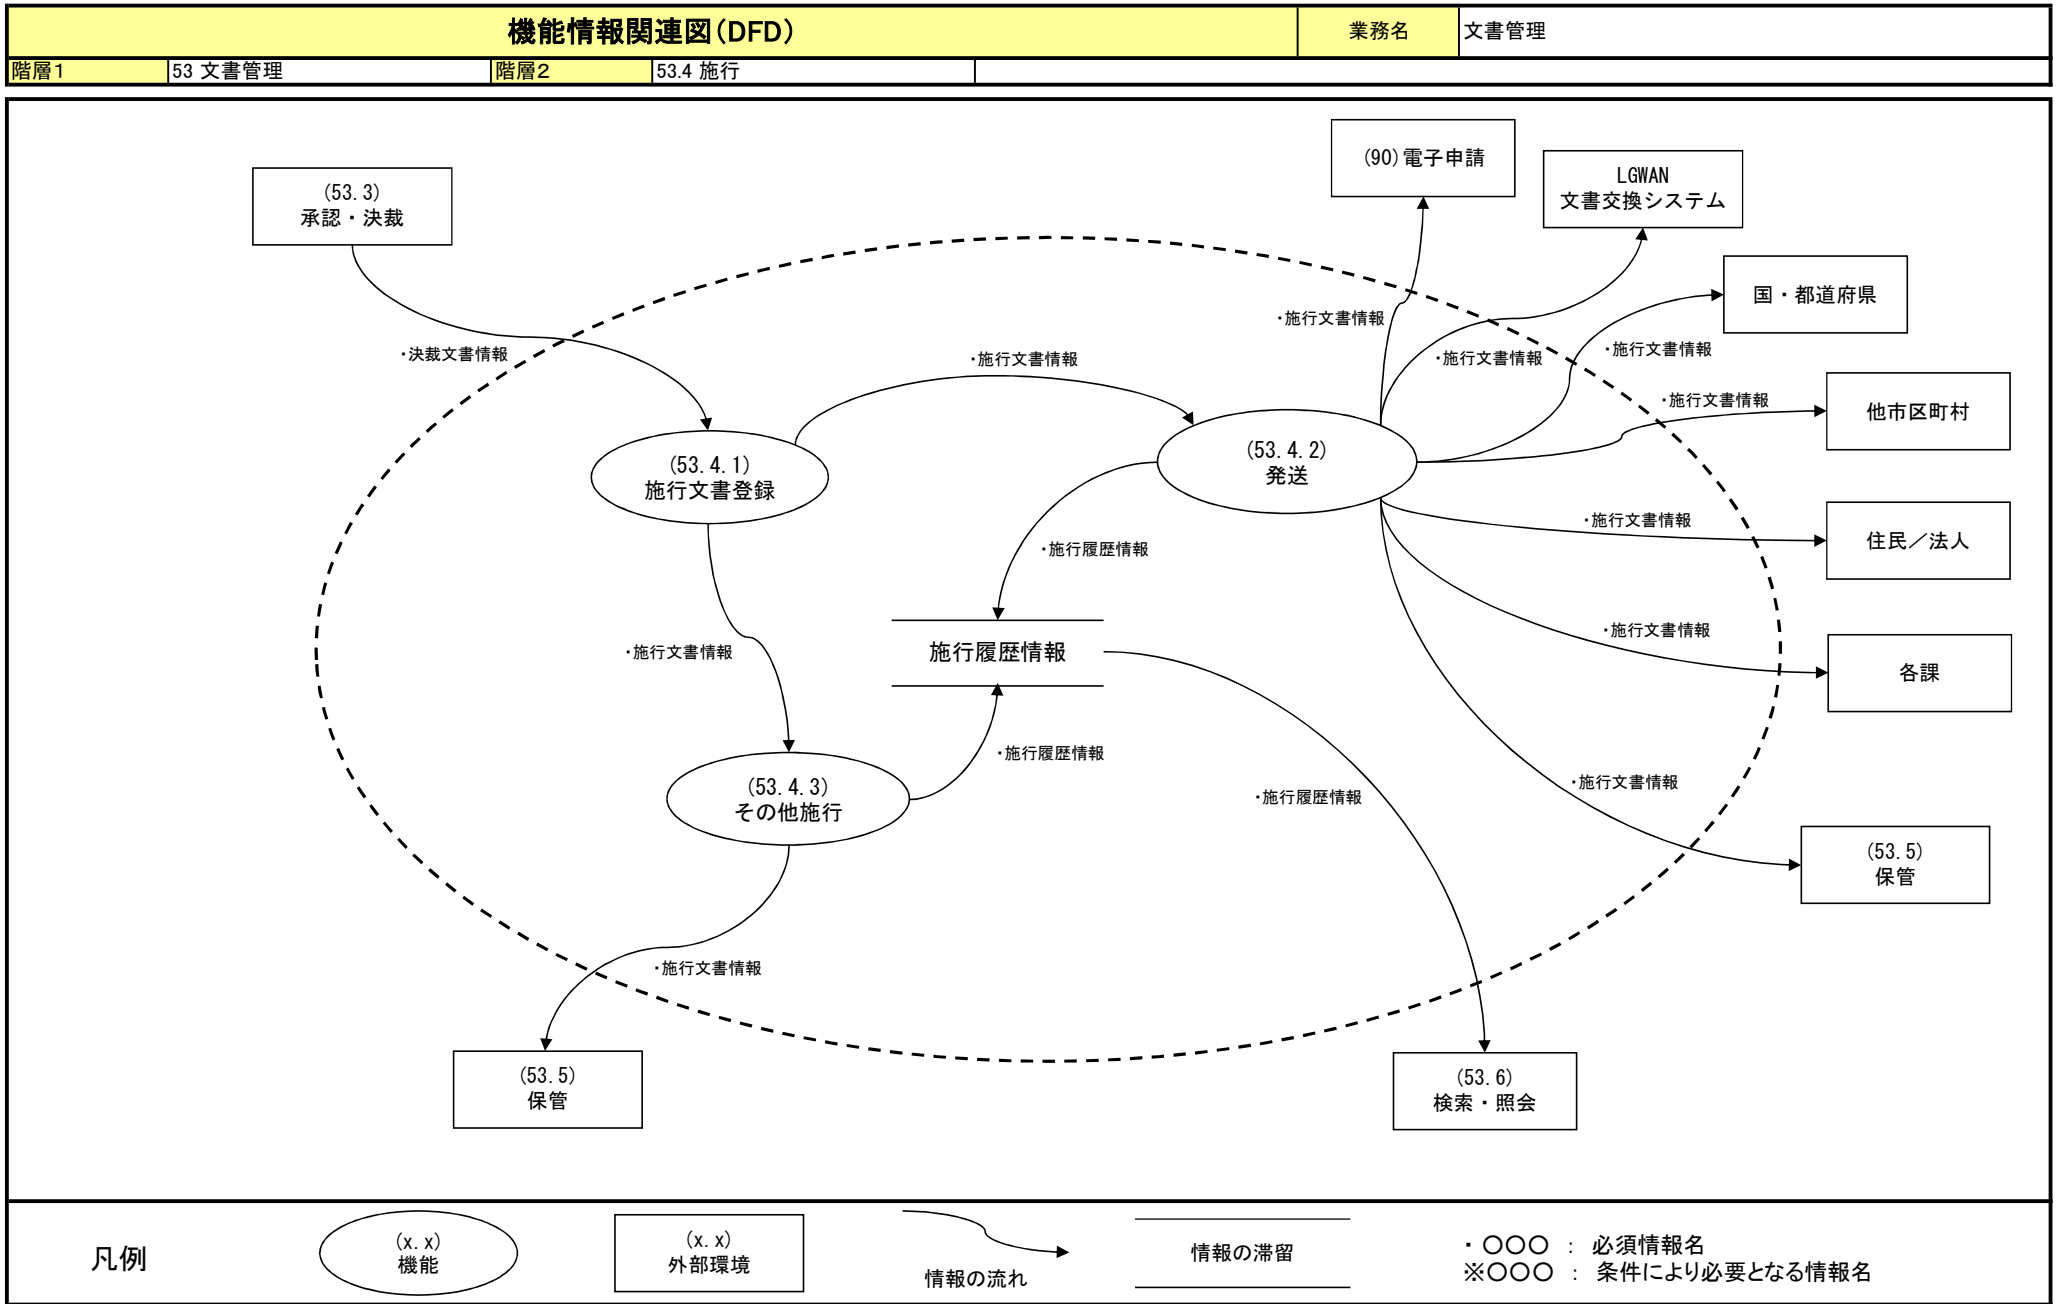 機能情報関連図(DFD)
業務名
文書管理
階層1
53 文書管理
階層2
53.4 施行
(90)電子申請
LGWAN
文書交換システム
(53.3)
承認・決裁
国・都道府県
・施行文書情報
・決裁文書情報
・施行文書情報
・施行文書情報
・施行文書情報
・施行文書情報
他市区町村
(53.4.1)
施行文書登録
(53.4.2)
発送
・施行文書情報
住民／法人
・施行履歴情報
・施行文書情報
・施行文書情報
施行履歴情報
各課
・施行履歴情報
・施行文書情報
(53.4.3)
その他施行
・施行履歴情報
(53.5)
保管
・施行文書情報
(53.5)
保管
(53.6)
検索・照会
凡例
(x.x)
機能
(x.x)
外部環境
情報の流れ
情報の滞留
・ 〇〇〇 ： 必須情報名
※〇〇〇 ： 条件により必要となる情報名